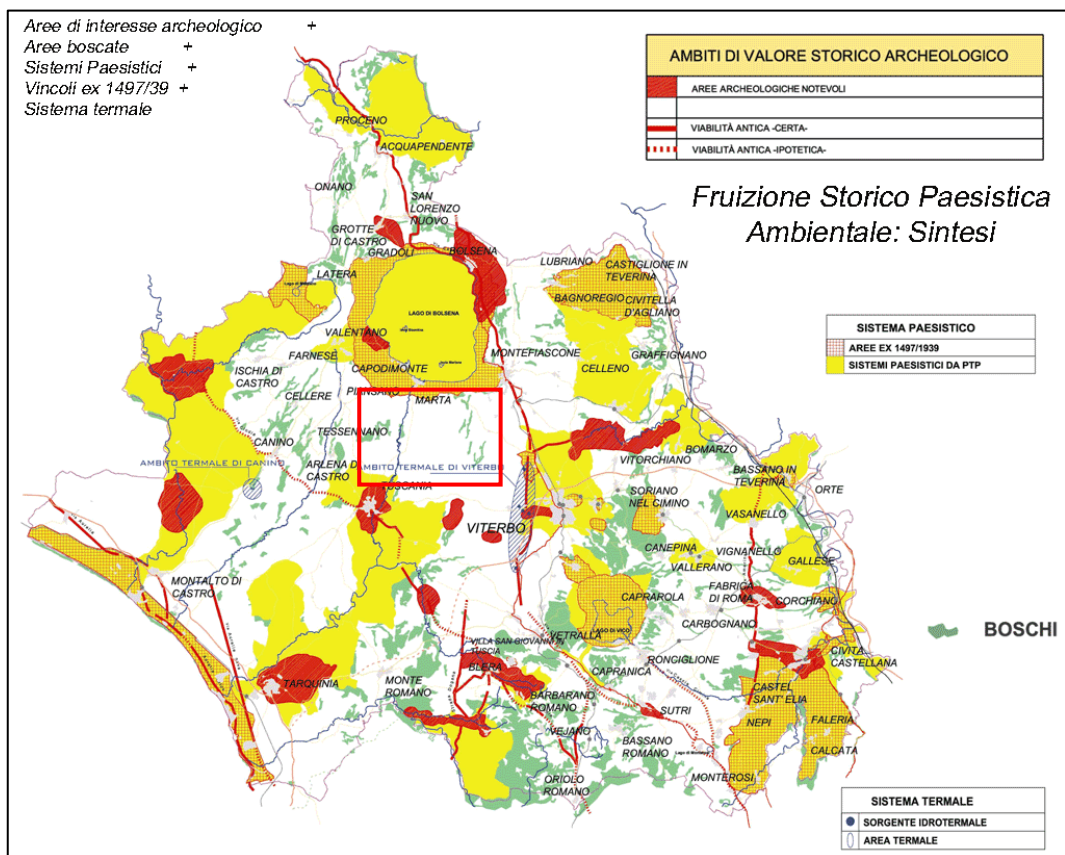 Aree di interesse archeologico +
Aree boscate +
Sistemi Paesistici +
Vincoli ex 1497/39 +
Sistema termale
AMBITI DI VALORE STORICO ARCHEOLOGICO
AREE ARCHEOLOGICHE NOTEVOLI
VIABILITÀ ANTICA -CERTA-
VIABILITÀ ANTICA -IPOTETICA-
Fruizione Storico Paesistica
Ambientale: Sintesi
SISTEMA PAESISTICO
AREE EX 1497/1939
SISTEMI PAESISTICI DA PTP
PROCENO
ACQUAPENDENTE
ONANO
SAN
LORENZO
NUOVO
GROTTE
DI CASTRO
GRADOLI
BOLSENA
LATERA
LUBRIANO
CASTIGLIONE IN
TEVERINA
BAGNOREGIO
CIVITELLA
D'AGLIANO
LAGO DI BOLSENA
VALENTANO
MONTEFIASCONE
GRAFFIGNANO
FARNESE
CAPODIMONTE
CELLENO
ISCHIA DI
CASTRO
CELLERE
PIANSANO
MARTA
TESSENNANO
CANINO
AMBITO TERMALE DI CANINO
ARLENA DI
CASTRO
AMBITO TERMALE DI VITERBO
TUSCANIA
VITORCHIANO
BOMARZO
BASSANO IN
TEVERINA
ORTE
SORIANO
NEL CIMINO
VASANELLO
VITERBO
CANEPINA
VIGNANELLO
VALLERANO
GALLESE
MONTALTO DI
CASTRO
FABRICA
DI ROMA
CORCHIANO
CAPRAROLA
CARBOGNANO
LAGO DI VICO
VETRALLA
VILLA SAN GIOVANNI IN
TUSCIA
BLERA
RONCIGLIONE
CIVITA
CASTELLANA
CAPRANICA
TARQUINIA
MONTE
ROMANO
BARBARANO
ROMANO
CASTEL
SANT' ELIA
SUTRI
NEPI
FALERIA
VEJANO
BASSANO
ROMANO
CALCATA
ORIOLO
ROMANO
MONTEROSI
BOSCHI
SISTEMA TERMALE
SORGENTE IDROTERMALE
AREA TERMALE